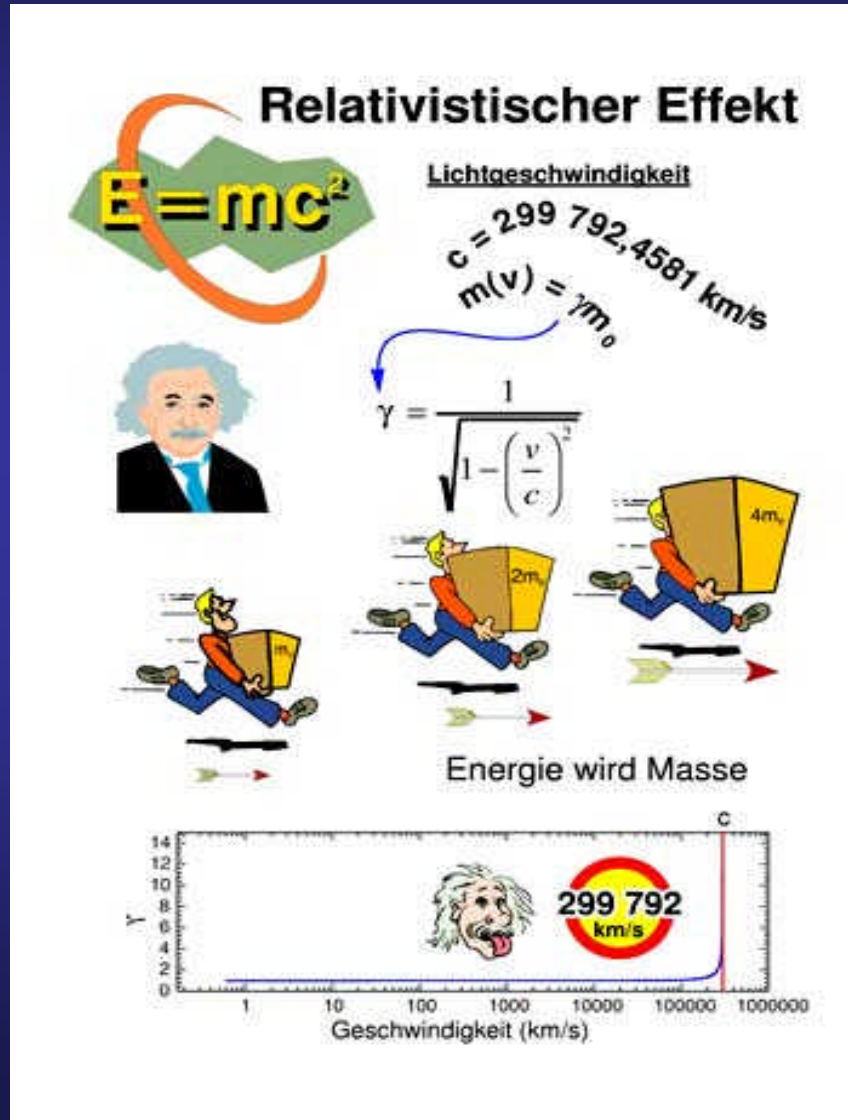 Relativistischer Effekt
E=mc²
Lichtgeschwindigkeit
c = 299 792,4581 km/s
m(v) = γm₀
γ = 1 / √(1 − (v/c)²)
m₀
2m₀
4m₀
Energie wird Masse
c
14
12
10
8
6
4
2
0
γ
299 792
km/s
1 10 100 1000 10000 100000 1000000
Geschwindigkeit (km/s)